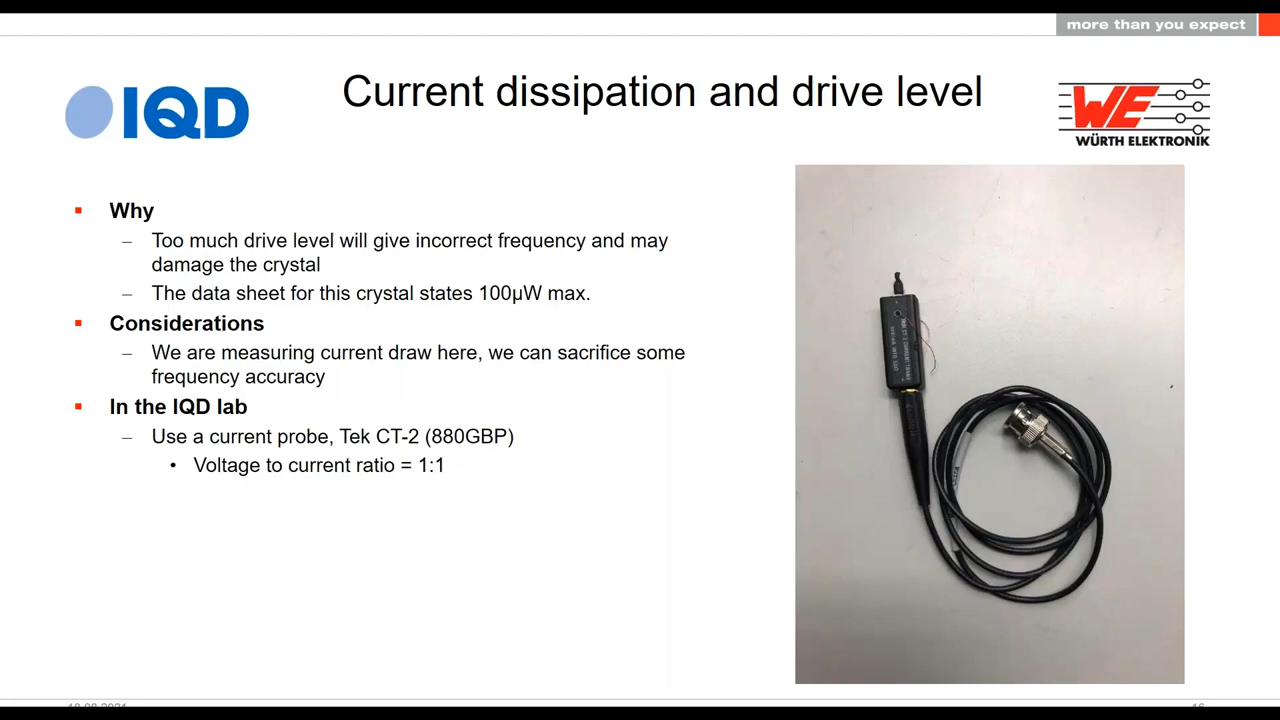 more than you expect
IQD
Current dissipation and drive level
WE
WÜRTH ELEKTRONIK
Why
– Too much drive level will give incorrect frequency and may
damage the crystal
– The data sheet for this crystal states 100µW max.
Considerations
– We are measuring current draw here, we can sacrifice some
frequency accuracy
In the IQD lab
– Use a current probe, Tek CT-2 (880GBP)
• Voltage to current ratio = 1:1